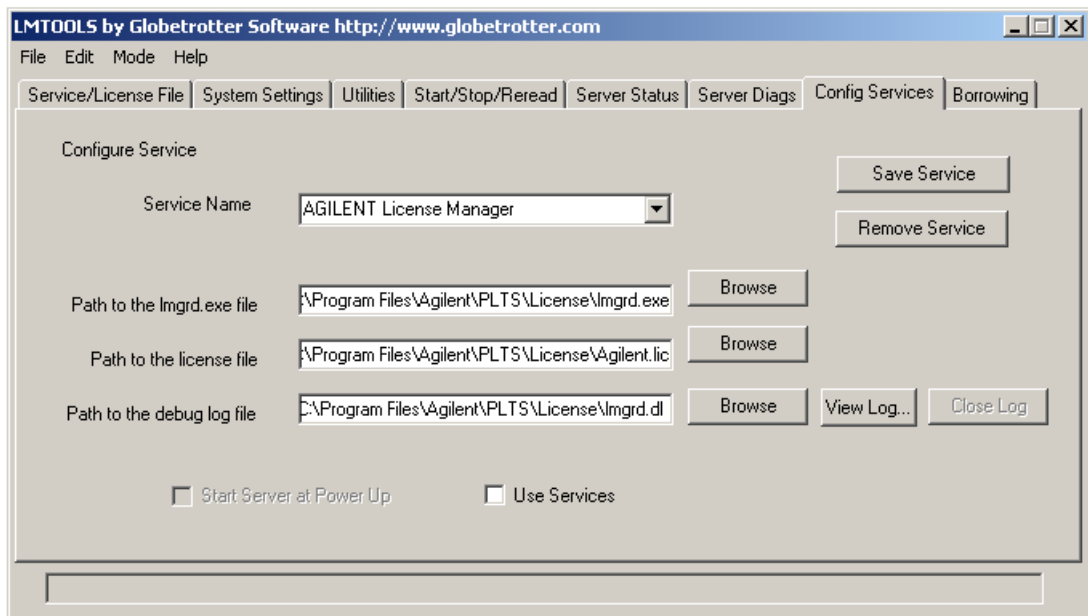 LMTOOLS by Globetrotter Software http://www.globetrotter.com
File Edit Mode Help
Service/License File System Settings Utilities Start/Stop/Reread Server Status Server Diags Config Services Borrowing
Configure Service
Save Service
Service Name AGILENT License Manager
Remove Service
Path to the lmgrd.exe file :\Program Files\Agilent\PLTS\License\lmgrd.exe Browse
Path to the license file :\Program Files\Agilent\PLTS\License\Agilent.lic Browse
Path to the debug log file C:\Program Files\Agilent\PLTS\License\lmgrd.dl Browse View Log... Close Log
Start Server at Power Up Use Services